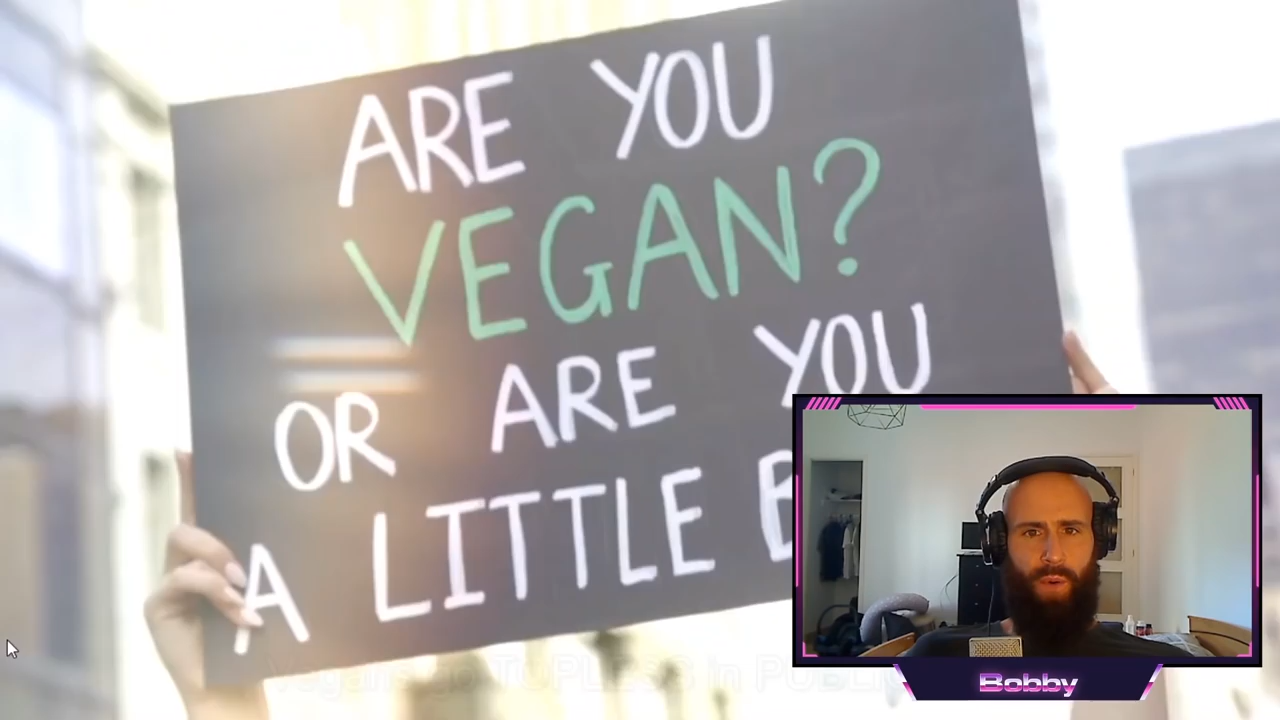 ARE YOU
VEGAN?
OR ARE YOU
A LITTLE
Bobby